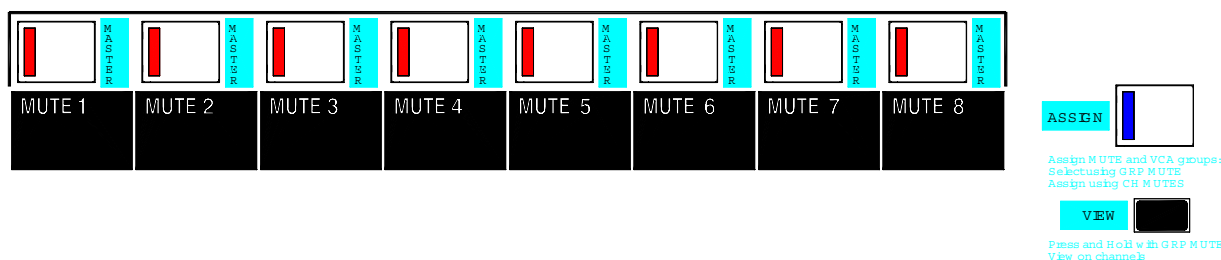 MASTER MASTER MASTER MASTER MASTER MASTER MASTER MASTER
MUTE 1 MUTE 2 MUTE 3 MUTE 4 MUTE 5 MUTE 6 MUTE 7 MUTE 8
ASSIGN
Assign MUTE and VCA groups:
Select using GRP MUTE
Assign using CH MUTES
VIEW
Press and Hold with GRP MUTE
View on channels